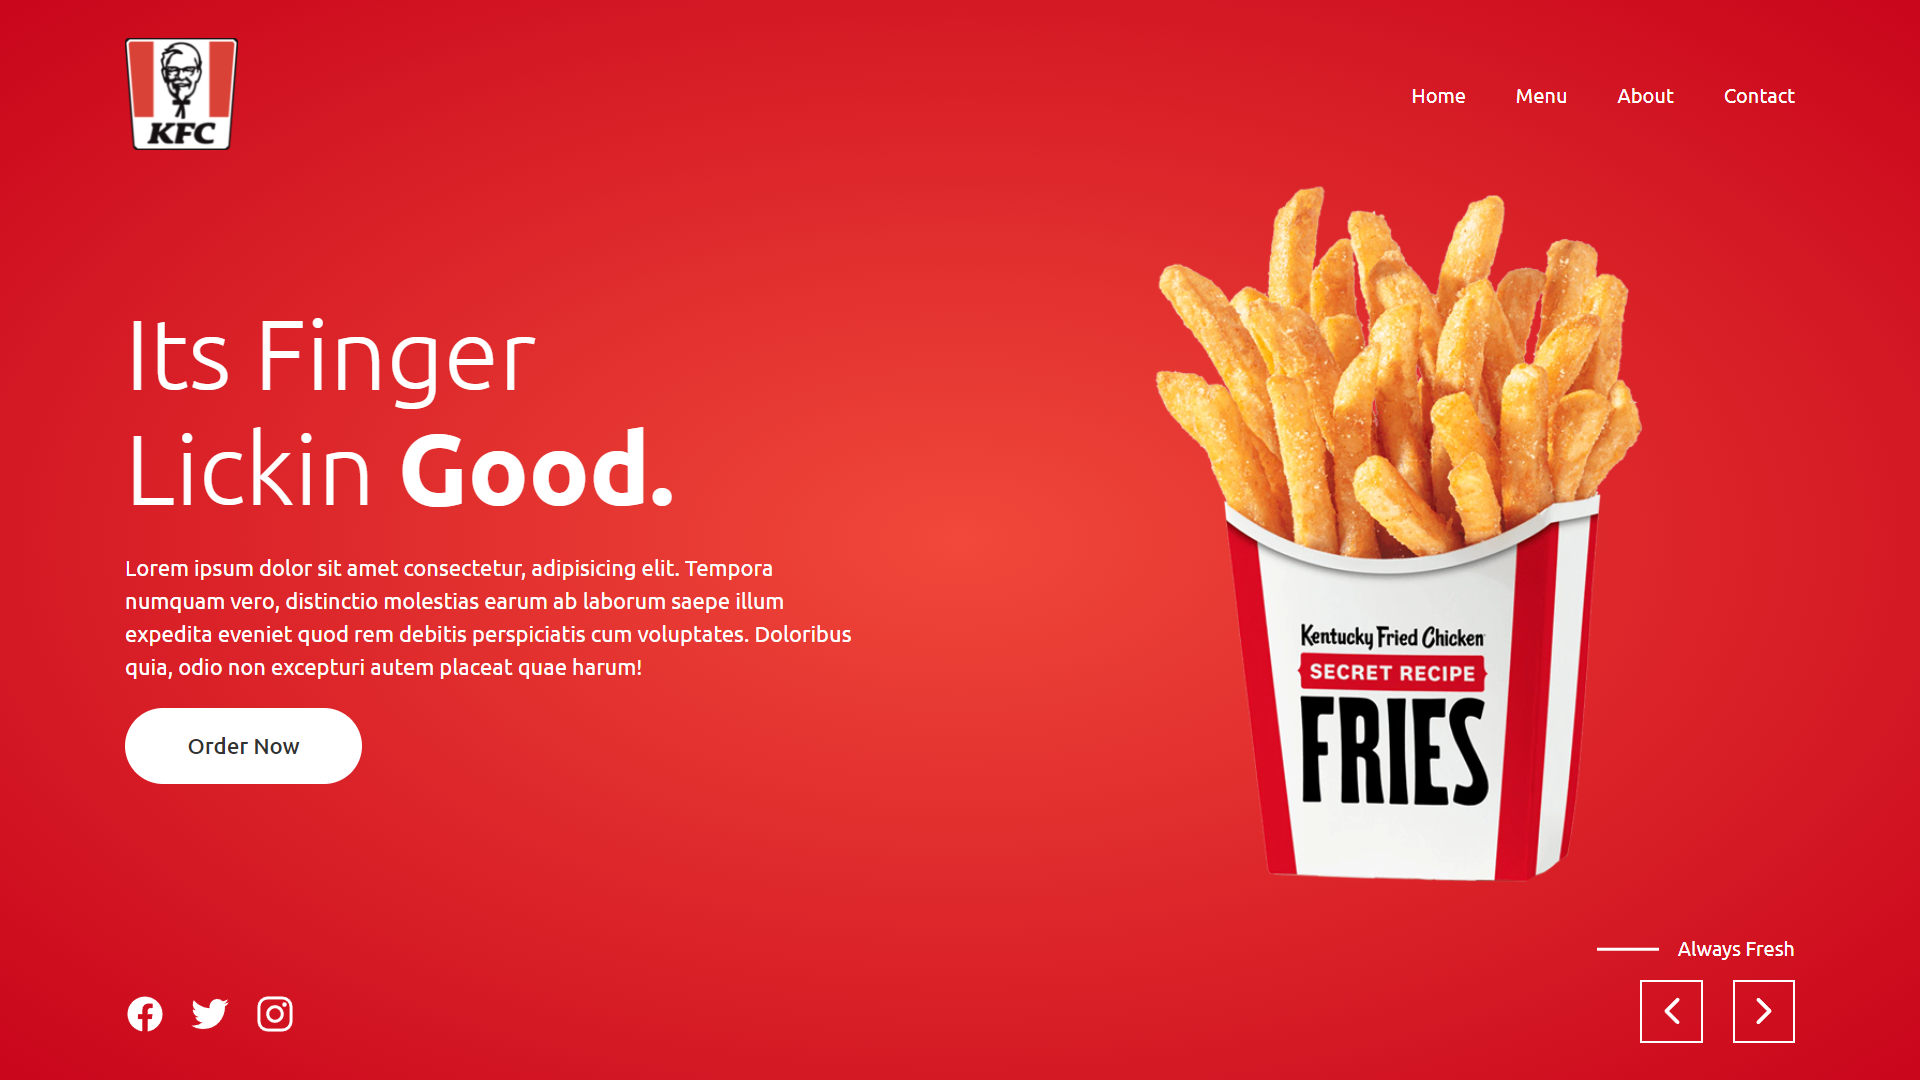 KFC
Home Menu About Contact
Its Finger
Lickin Good.
Lorem ipsum dolor sit amet consectetur, adipisicing elit. Tempora
numquam vero, distinctio molestias earum ab laborum saepe illum
expedita eveniet quod rem debitis perspiciatis cum voluptates. Doloribus
quia, odio non excepturi autem placeat quae harum!
Order Now
Kentucky Fried Chicken
SECRET RECIPE
FRIES
Always Fresh